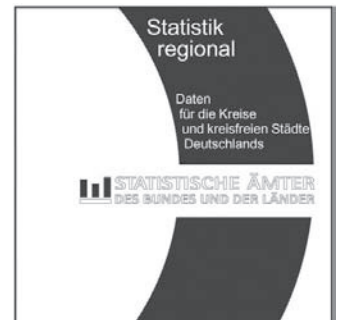 Statistik
regional
Daten
für die Kreise
und kreisfreien Städte
Deutschlands
STATISTISCHE ÄMTER
DES BUNDES UND DER LÄNDER